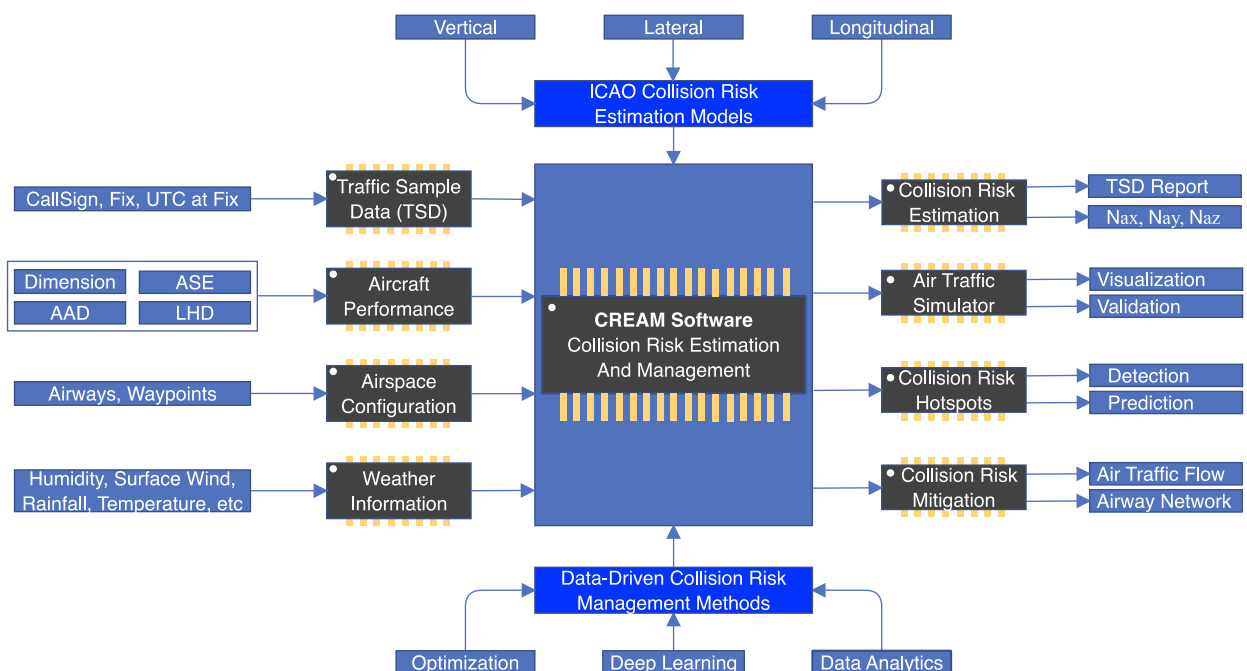 Vertical
Lateral
Longitudinal
ICAO Collision Risk
Estimation Models
CallSign, Fix, UTC at Fix
Traffic Sample
Data (TSD)
Dimension
ASE
AAD
LHD
Aircraft
Performance
Airways, Waypoints
Airspace
Configuration
Humidity, Surface Wind,
Rainfall, Temperature, etc
Weather
Information
CREAM Software
Collision Risk Estimation
And Management
Collision Risk
Estimation
TSD Report
Nax, Nay, Naz
Air Traffic
Simulator
Visualization
Validation
Collision Risk
Hotspots
Detection
Prediction
Collision Risk
Mitigation
Air Traffic Flow
Airway Network
Data-Driven Collision Risk
Management Methods
Optimization
Deep Learning
Data Analytics